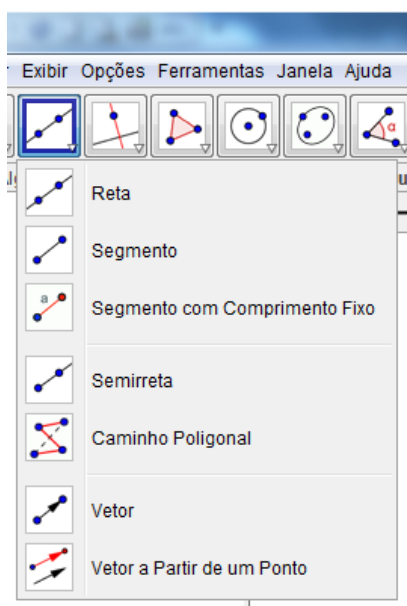 Exibir Opções Ferramentas Janela Ajuda
α
Reta
Segmento
a
Segmento com Comprimento Fixo
Semirreta
Caminho Poligonal
Vetor
Vetor a Partir de um Ponto